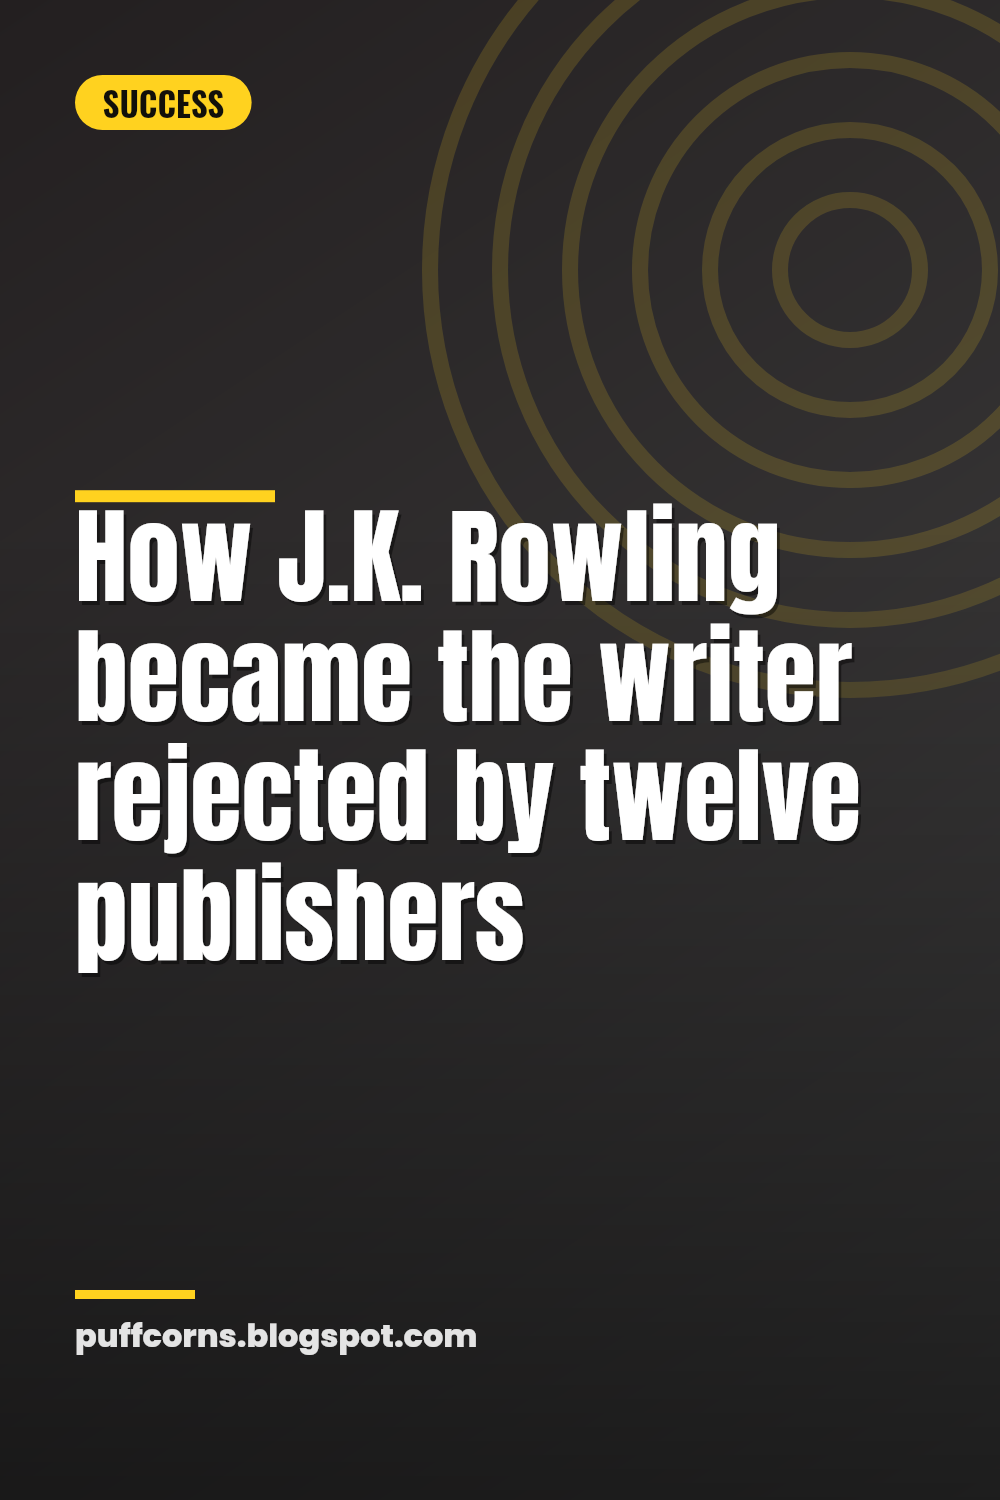 SUCCESS
How J.K. Rowling
became the writer
rejected by twelve
publishers
puffcorns.blogspot.com